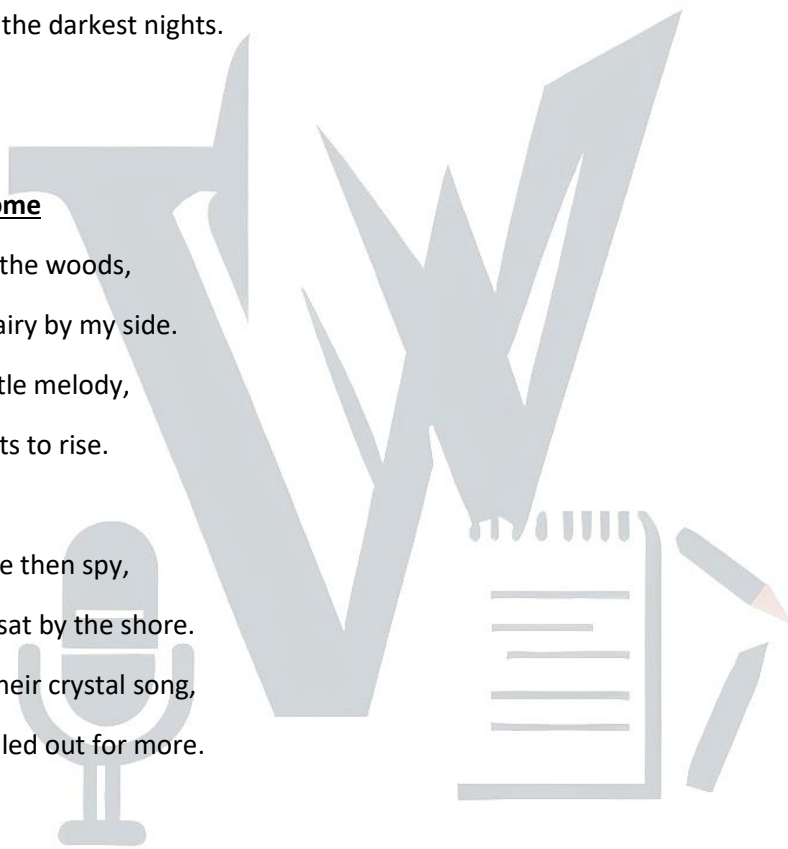 the darkest nights.
ome
the woods,
airy by my side.
tle melody,
ts to rise.
e then spy,
sat by the shore.
heir crystal song,
led out for more.